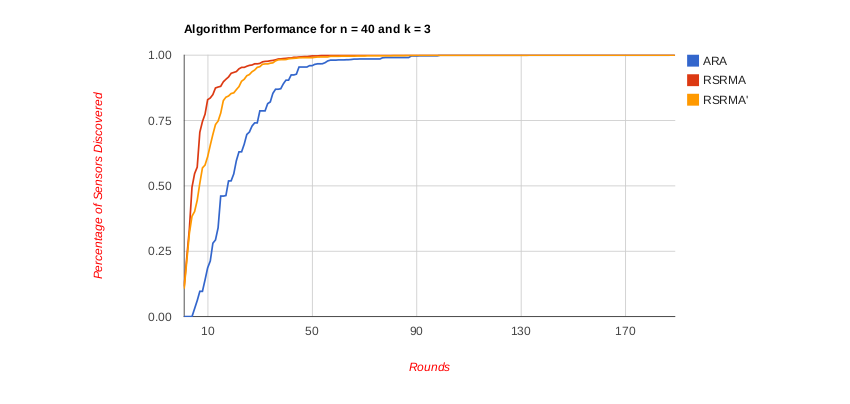 Algorithm Performance for n = 40 and k = 3
1.00
0.75
0.50
0.25
0.00
Percentage of Sensors Discovered
10
50
90
130
170
Rounds
ARA
RSRMA
RSRMA'